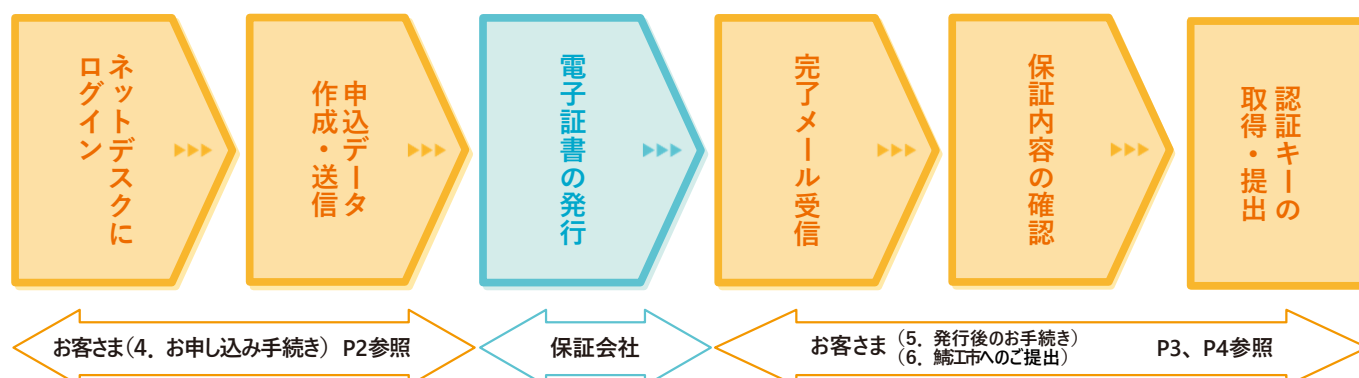 ネットデスクに
ログイン
申込データ
作成・送信
電子証書の発行
完了メール受信
保証内容の確認
認証キーの
取得・提出
お客さま(4．お申し込み手続き) P2参照
保証会社
お客さま
(5．発行後のお手続き)
(6．鯖江市へのご提出)
P3、P4参照